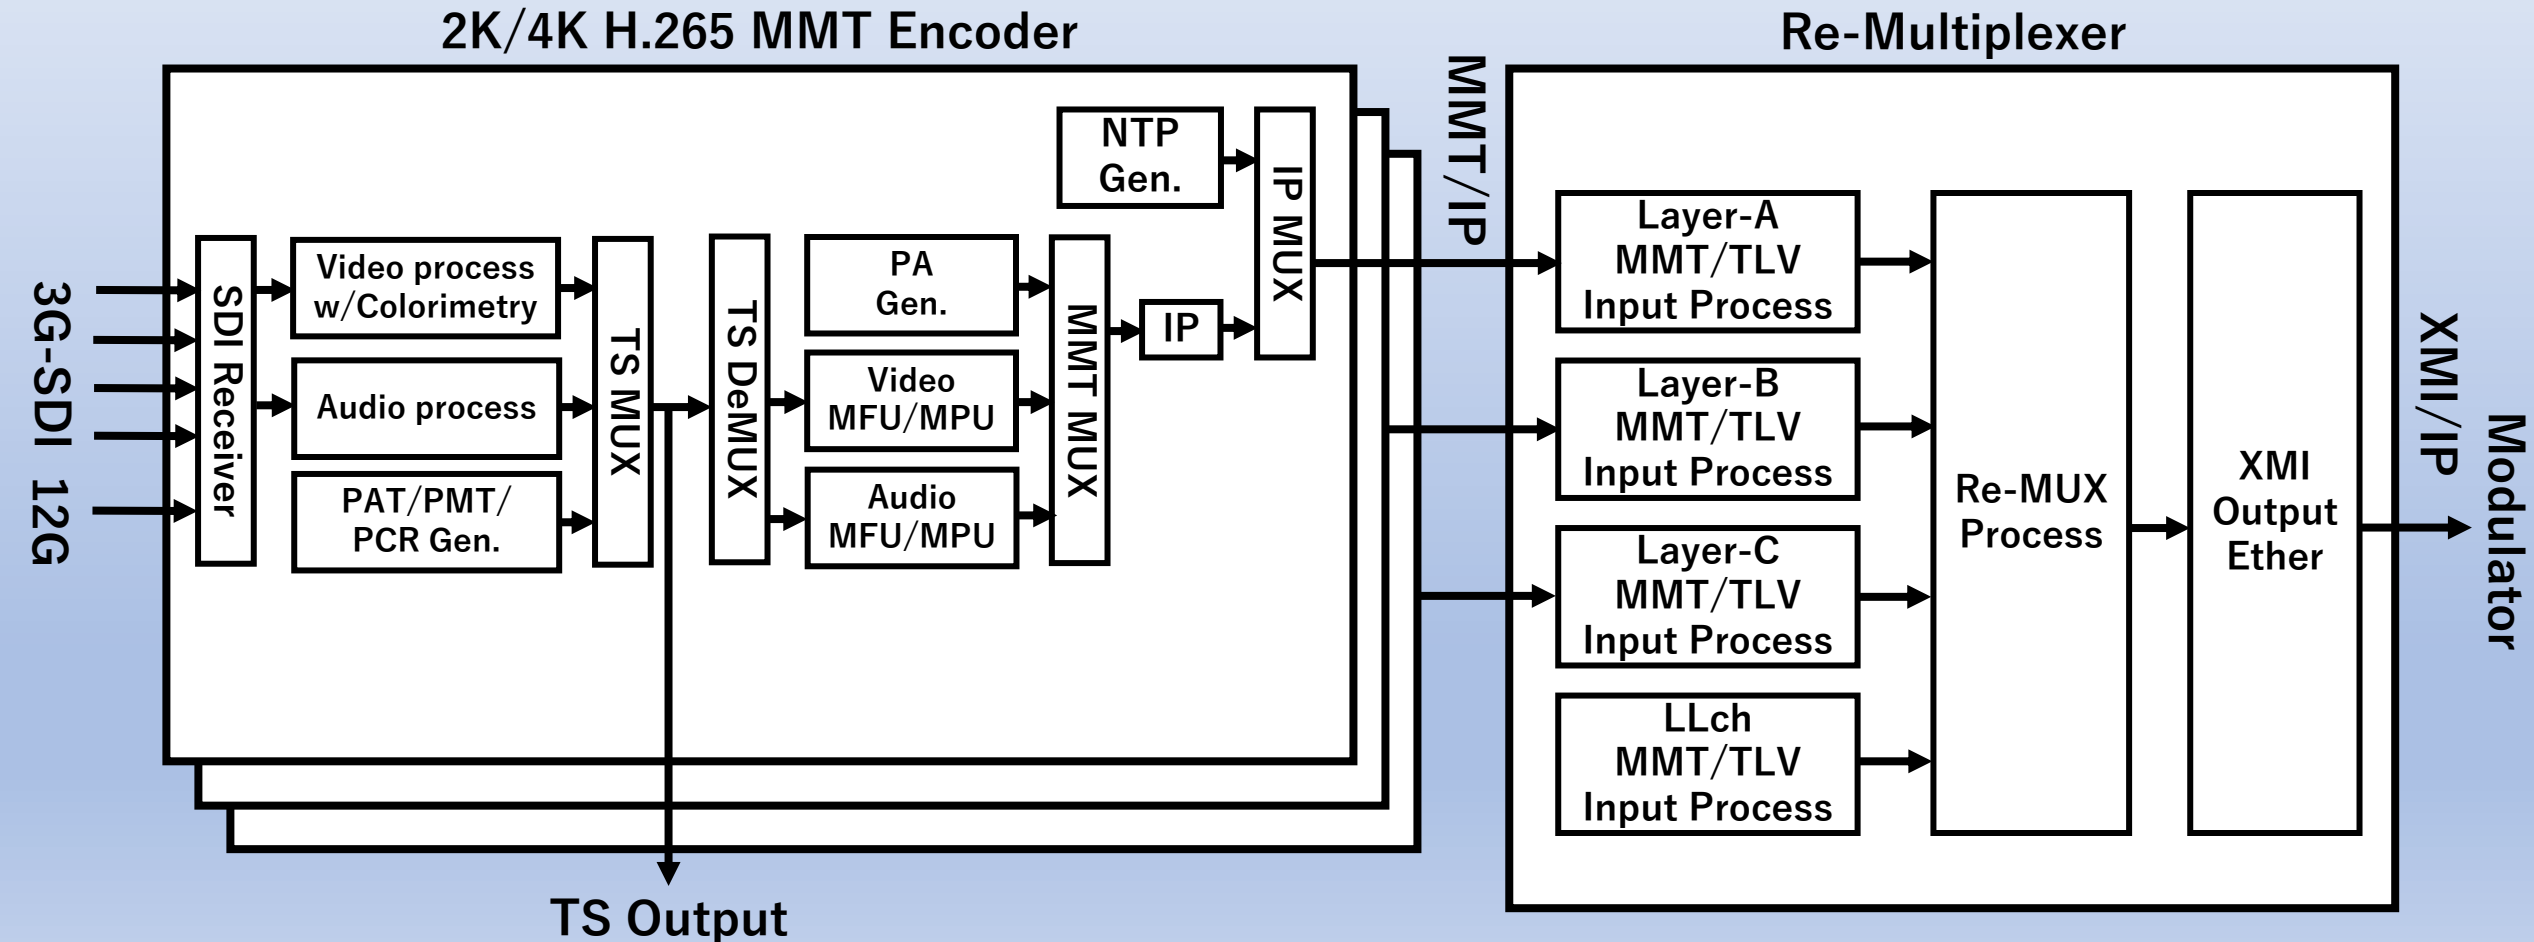 2K/4K H.265 MMT Encoder
Re-Multiplexer
3G-SDI 12G
SDI Receiver
Video process
w/Colorimetry
Audio process
PAT/PMT/
PCR Gen.
TS MUX
TS DeMUX
PA
Gen.
Video
MFU/MPU
Audio
MFU/MPU
MMT MUX
NTP
Gen.
IP
IP MUX
MMT/IP
TS Output
Layer-A
MMT/TLV
Input Process
Layer-B
MMT/TLV
Input Process
Layer-C
MMT/TLV
Input Process
LLch
MMT/TLV
Input Process
Re-MUX
Process
XMI
Output
Ether
XMI/IP
Modulator